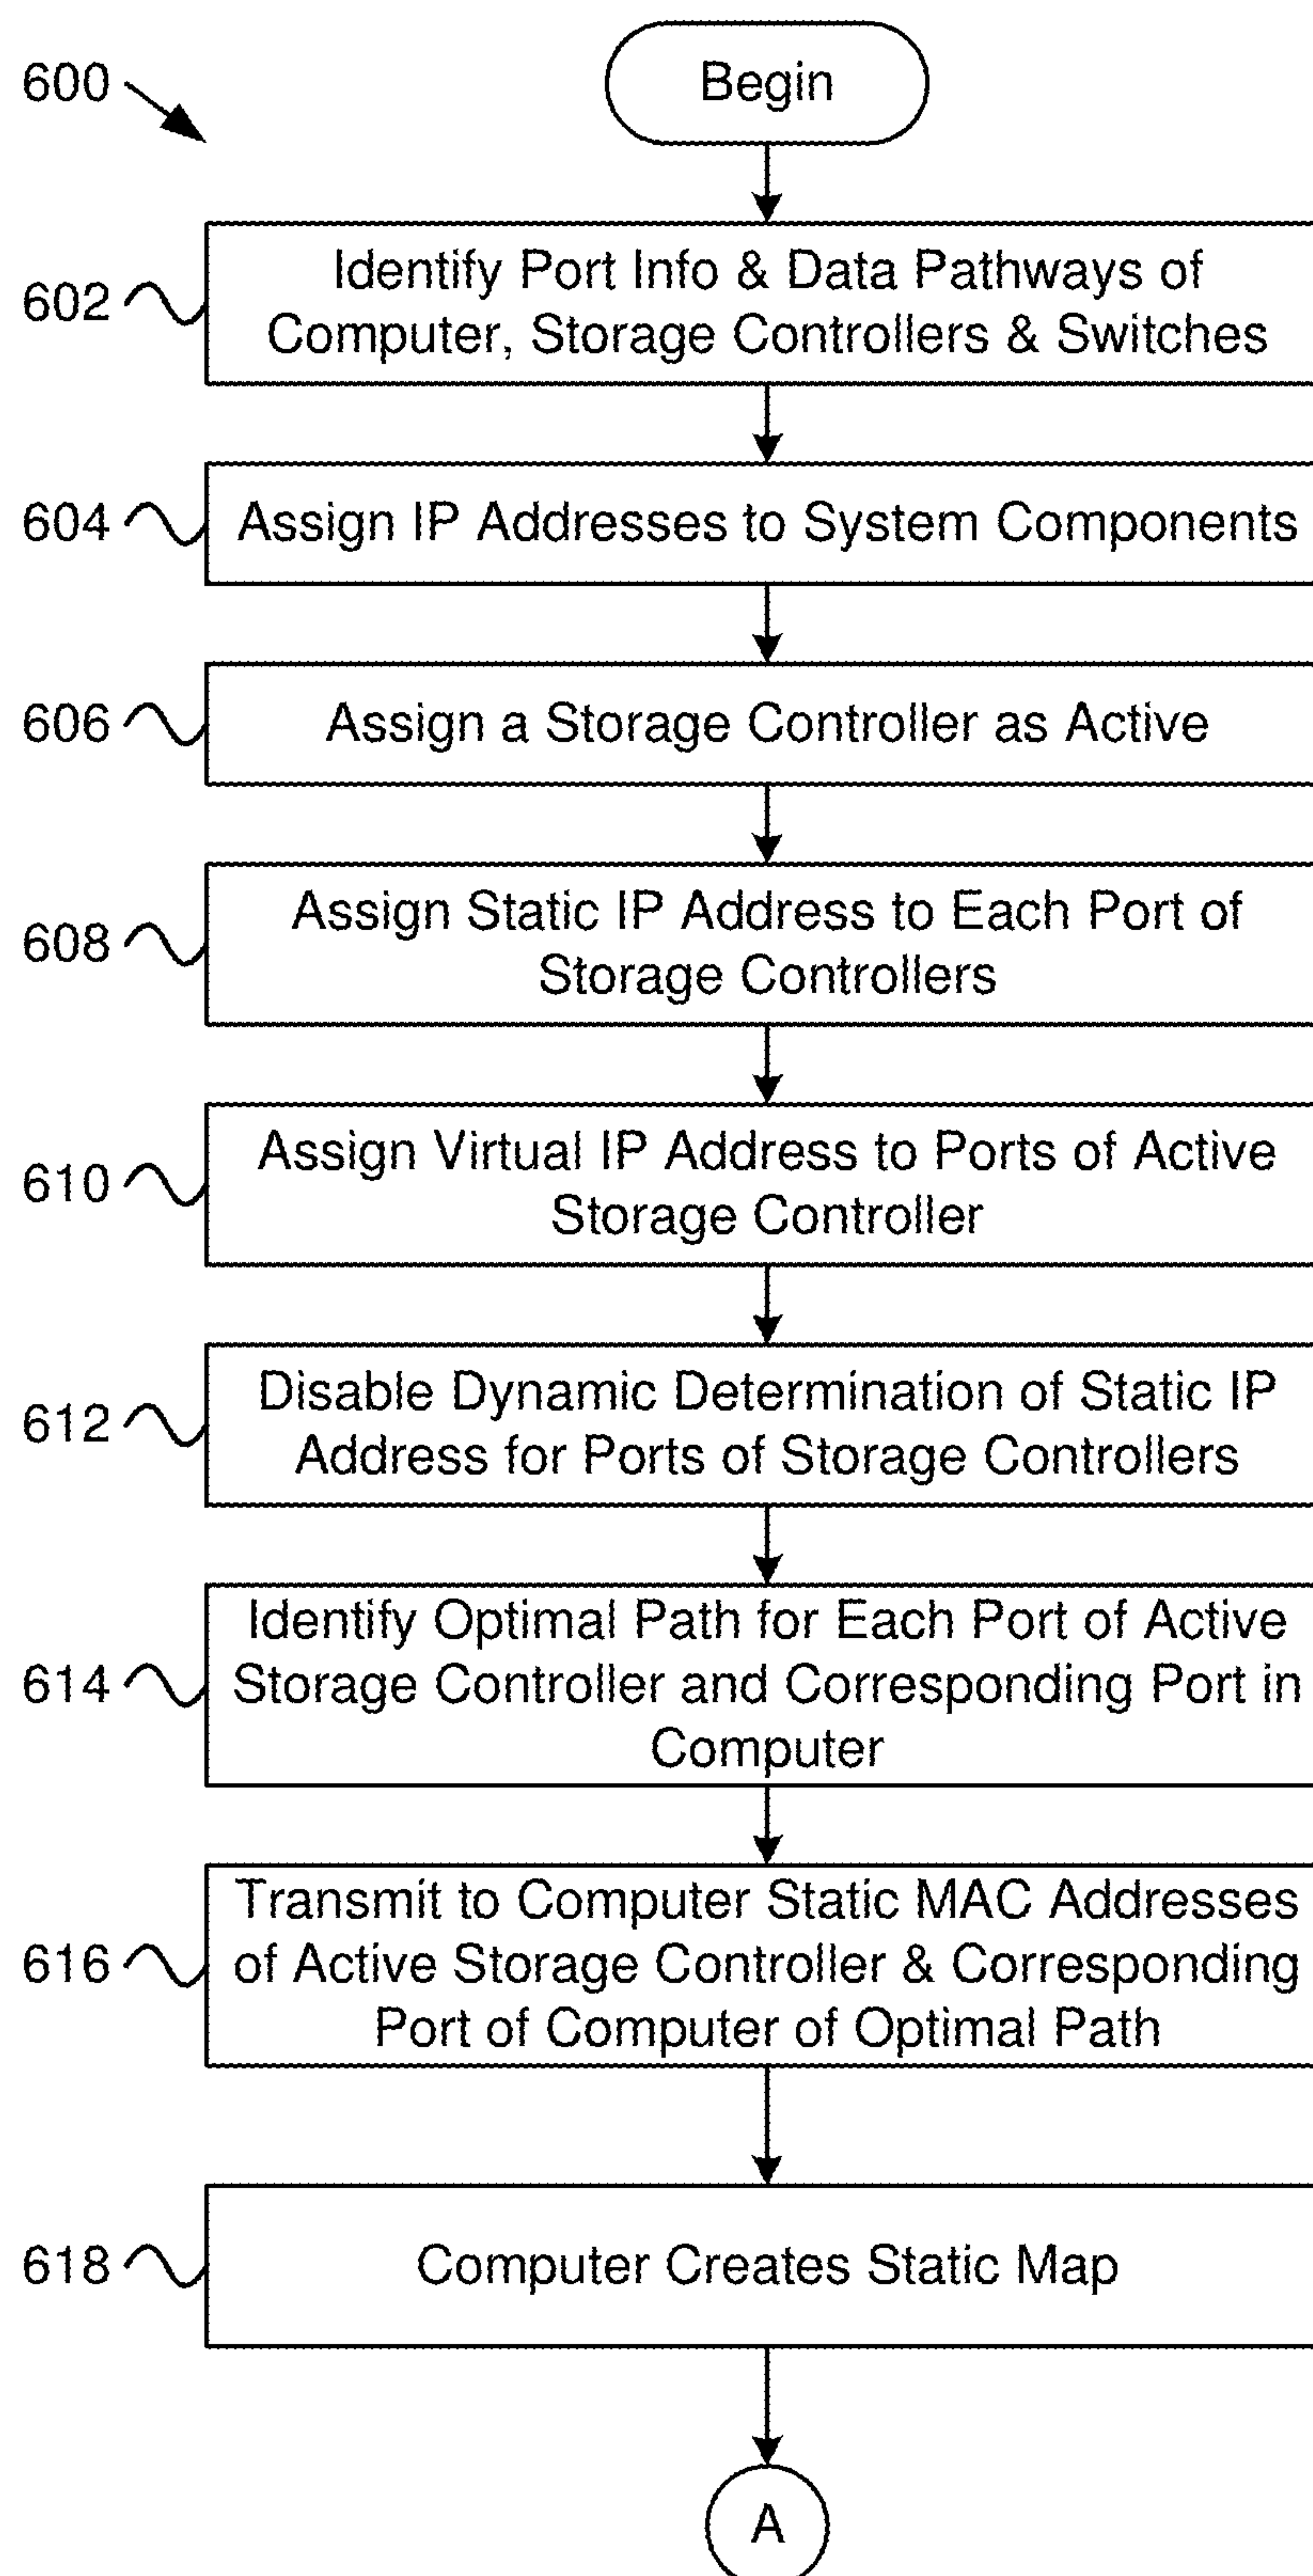 600
Begin
602
Identify Port Info & Data Pathways of
Computer, Storage Controllers & Switches
604
Assign IP Addresses to System Components
606
Assign a Storage Controller as Active
608
Assign Static IP Address to Each Port of
Storage Controllers
610
Assign Virtual IP Address to Ports of Active
Storage Controller
612
Disable Dynamic Determination of Static IP
Address for Ports of Storage Controllers
614
Identify Optimal Path for Each Port of Active
Storage Controller and Corresponding Port in
Computer
616
Transmit to Computer Static MAC Addresses
of Active Storage Controller & Corresponding
Port of Computer of Optimal Path
618
Computer Creates Static Map
A